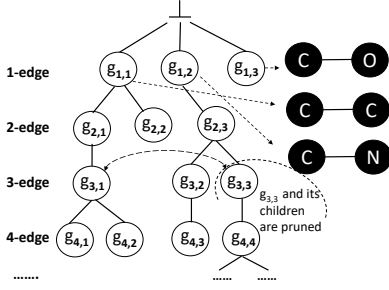 1-edge g1,1 g1,2 g1,3 C O
C C
2-edge g2,1 g2,2 g2,3 C N
3-edge g3,1 g3,2 g3,3
g3,3 and its
children
are pruned
4-edge g4,1 g4,2 g4,3 g4,4
....... ...... ......